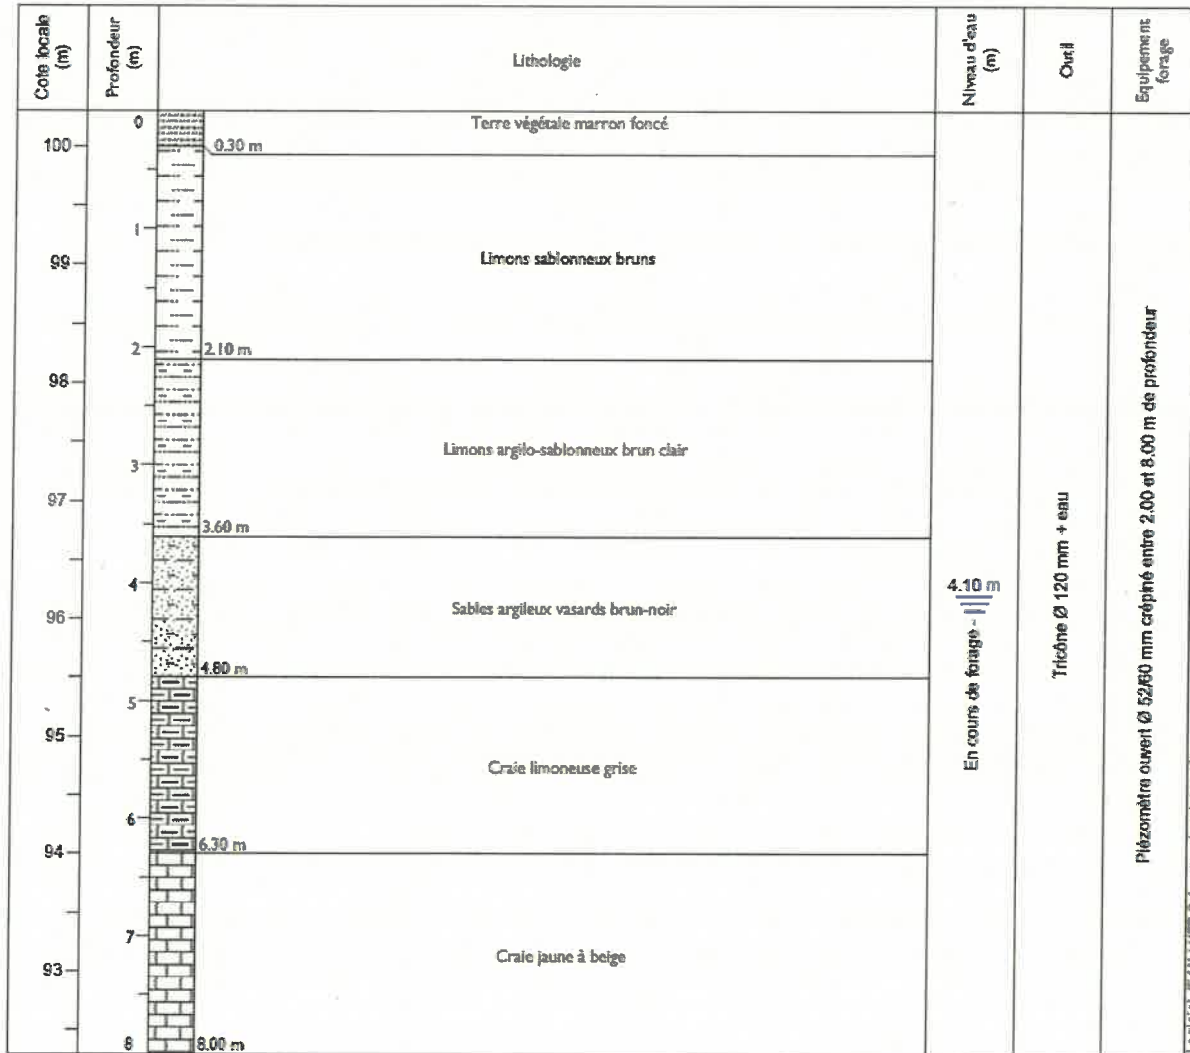 Cote locale (m)
Profondeur (m)
Lithologie
Niveau d'eau (m)
Outil
Equipement forage
0
Terre végétale marron foncé
100
0.30 m
1
99
Limons sablonneux bruns
2
2.10 m
98
Limons argilo-sablonneux brun clair
3
97
3.60 m
4
4.10 m
96
Sables argileux vasards brun-noir
En cours de forage -
Tricône Ø 120 mm + eau
Piézomètre ouvert Ø 52/60 mm crépiné entre 2.00 et 8.00 m de profondeur
4.80 m
5
95
Craie limoneuse grise
6
6.30 m
94
7
Craie jaune à beige
93
8
8.00 m